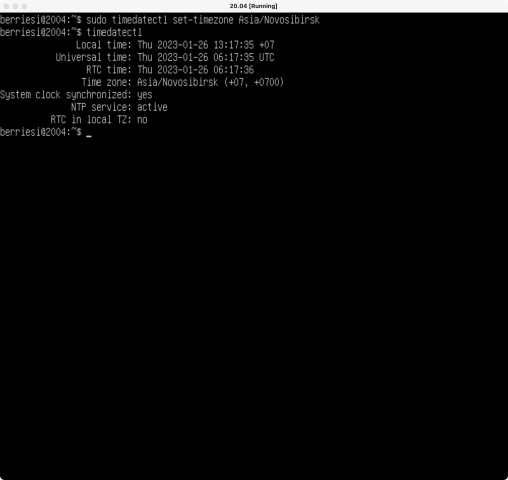 20.04 [Running]
berriesi@2004:~$ sudo timedatectl set-timezone Asia/Novosibirsk
berriesi@2004:~$ timedatectl
Local time: Thu 2023-01-26 13:17:35 +07
Universal time: Thu 2023-01-26 06:17:35 UTC
RTC time: Thu 2023-01-26 06:17:36
Time zone: Asia/Novosibirsk (+07, +0700)
System clock synchronized: yes
NTP service: active
RTC in local TZ: no
berriesi@2004:~$ _